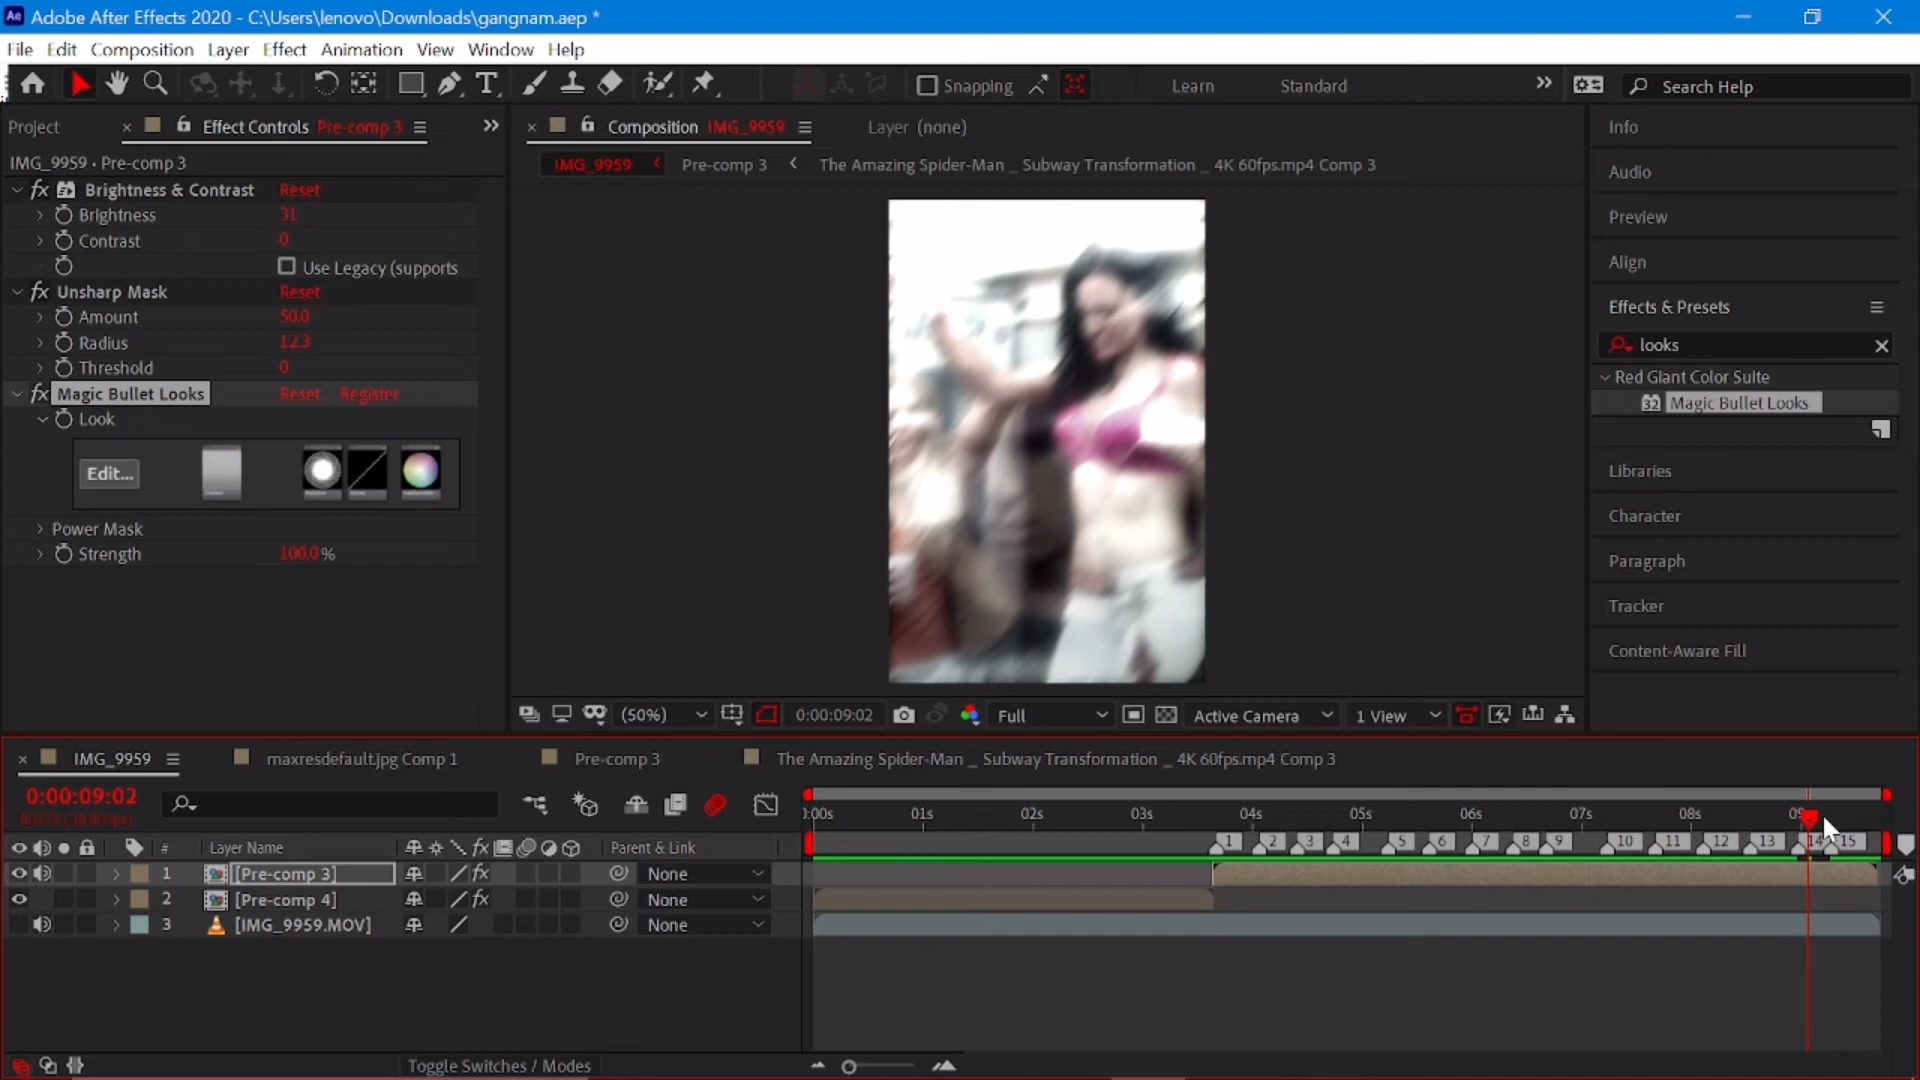 Ae Adobe After Effects 2020 - C:\Users\lenovo\Downloads\gangnam.aep *
File Edit Composition Layer Effect Animation View Window Help
Snapping Learn Standard Search Help
Project Effect Controls Pre-comp 3 Composition IMG_9959 Layer (none) Info
IMG_9959 • Pre-comp 3
IMG_9959 Pre-comp 3 The Amazing Spider-Man _ Subway Transformation _ 4K 60fps.mp4 Comp 3
Brightness & Contrast Reset
Brightness 31
Contrast 0
Use Legacy (supports
Unsharp Mask Reset
Amount 50.0
Radius 12.3
Threshold 0
Magic Bullet Looks Reset Register
Look
Edit...
Power Mask
Strength 100.0 %
Audio
Preview
Align
Effects & Presets
looks
Red Giant Color Suite
32 Magic Bullet Looks
Libraries
Character
Paragraph
Tracker
Content-Aware Fill
(50%) 0:00:09:02 Full Active Camera 1 View
IMG_9959 maxresdefault.jpg Comp 1 Pre-comp 3 The Amazing Spider-Man _ Subway Transformation _ 4K 60fps.mp4 Comp 3
0:00:09:02
:00s 01s 02s 03s 04s 05s 06s 07s 08s 09s
# Layer Name Parent & Link
1 2 3 4 5 6 7 8 9 10 11 12 13 14 15
1 [Pre-comp 3] fx None
2 [Pre-comp 4] fx None
3 [IMG_9959.MOV] None
Toggle Switches / Modes